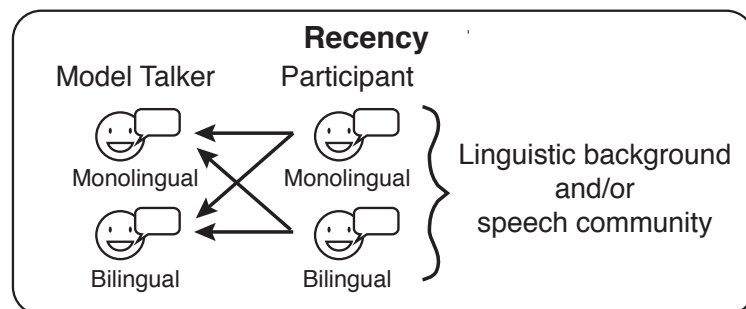 Recency
Model Talker
Participant
Monolingual
Monolingual
Bilingual
Bilingual
Linguistic background
and/or
speech community